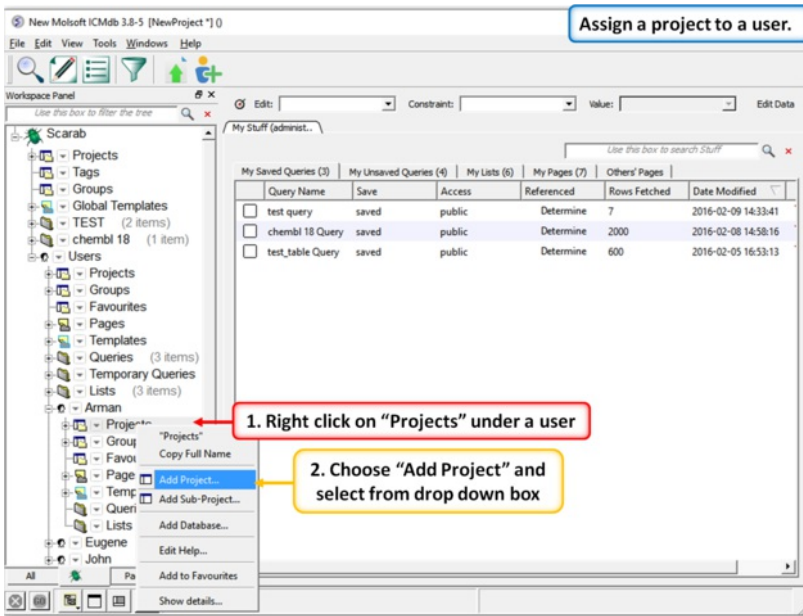 New Molsoft ICMdb 3.8-5 [NewProject *] ()
Assign a project to a user.
File Edit View Tools Windows Help
Workspace Panel
Use this box to filter the tree
Edit: Constraint: Value: Edit Data
My Stuff (administ..
Use this box to search Stuff
My Saved Queries (3) My Unsaved Queries (4) My Lists (6) My Pages (7) Others' Pages
Query Name Save Access Referenced Rows Fetched Date Modified
test query saved public Determine 7 2016-02-09 14:33:41
chembl 18 Query saved public Determine 2000 2016-02-08 14:58:16
test_table Query saved public Determine 600 2016-02-05 16:53:13
Scarab
Projects
Tags
Groups
Global Templates
TEST (2 items)
chembl 18 (1 item)
Users
Projects
Groups
Favourites
Pages
Templates
Queries (3 items)
Temporary Queries
Lists (3 items)
Arman
Projects
Group
Favou
Page
Temp
Queri
Lists
Eugene
John
All Pa
"Projects"
Copy Full Name
Add Project...
Add Sub-Project...
Add Database...
Edit Help...
Add to Favourites
Show details...
1. Right click on “Projects” under a user
2. Choose “Add Project” and
select from drop down box